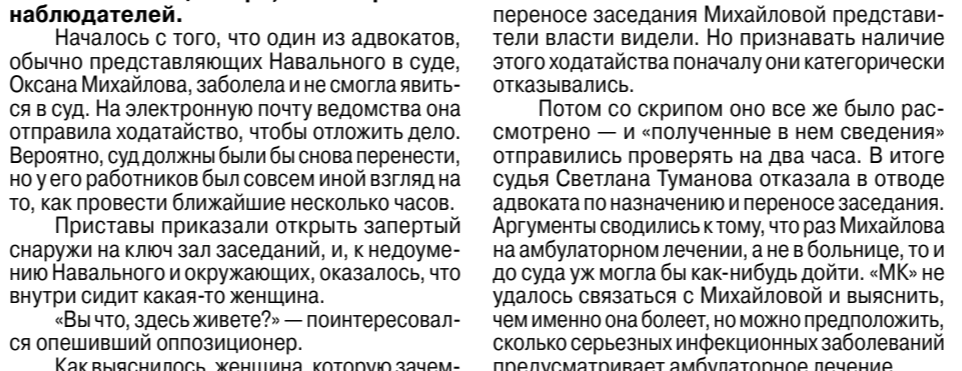 наблюдателей.
Началось с того, что один из адвокатов,
обычно представляющих Навального в суде,
Оксана Михайлова, заболела и не смогла явить-
ся в суд. На электронную почту ведомства она
отправила ходатайство, чтобы отложить дело.
Вероятно, суд должны были бы снова перенести,
но у его работников был совсем иной взгляд на
то, как провести ближайшие несколько часов.
Приставы приказали открыть запертый
снаружи на ключ зал заседаний, и, к недоуме-
нию Навального и окружающих, оказалось, что
внутри сидит какая-то женщина.
«Вы что, здесь живете?» — поинтересовал-
ся опешивший оппозиционер.
Как выяснилось, женщина, которую зачем-
переносе заседания Михайловой представи-
тели власти видели. Но признавать наличие
этого ходатайства поначалу они категорически
отказывались.
Потом со скрипом оно все же было рас-
смотрено — и «полученные в нем сведения»
отправились проверять на два часа. В итоге
судья Светлана Туманова отказала в отводе
адвоката по назначению и переносе заседания.
Аргументы сводились к тому, что раз Михайлова
на амбулаторном лечении, а не в больнице, то и
до суда уж могла бы как-нибудь дойти. «МК» не
удалось связаться с Михайловой и выяснить,
чем именно она болеет, но можно предположить,
сколько серьезных инфекционных заболеваний
предусматривает амбулаторное лечение.